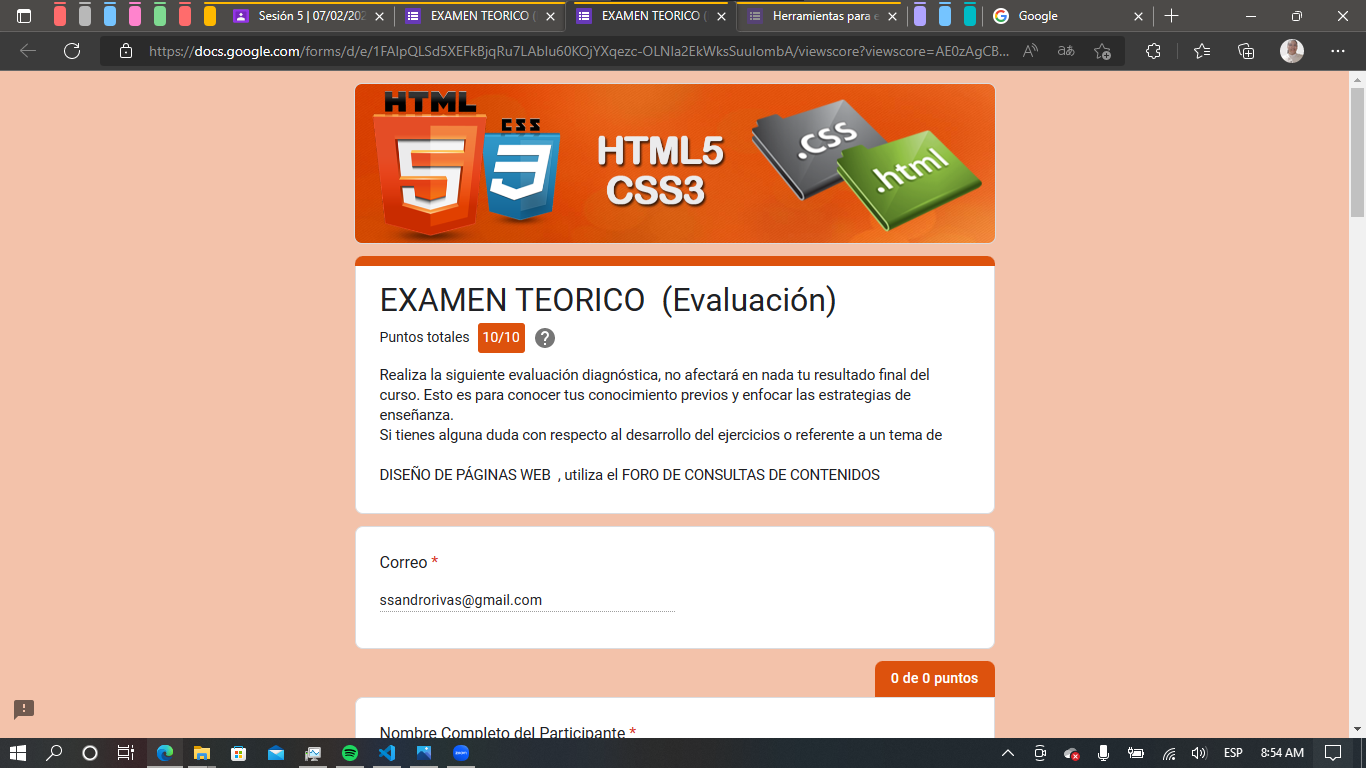 Sesión 5 | 07/02/202
EXAMEN TEORICO (
EXAMEN TEORICO (
Herramientas para e
Google
https://docs.google.com/forms/d/e/1FAIpQLSd5XEFkBjqRu7LAblu60KOjYXqezc-OLNIa2EkWksSuuIombA/viewscore?viewscore=AE0zAgCB...
HTML
5
CSS
3
HTML5
CSS3
.css
.html
EXAMEN TEORICO (Evaluación)
Puntos totales 10/10
Realiza la siguiente evaluación diagnóstica, no afectará en nada tu resultado final del
curso. Esto es para conocer tus conocimiento previos y enfocar las estrategias de
enseñanza.
Si tienes alguna duda con respecto al desarrollo del ejercicios o referente a un tema de
DISEÑO DE PÁGINAS WEB , utiliza el FORO DE CONSULTAS DE CONTENIDOS
Correo *
ssandrorivas@gmail.com
0 de 0 puntos
Nombre Completo del Participante *
ESP
8:54 AM